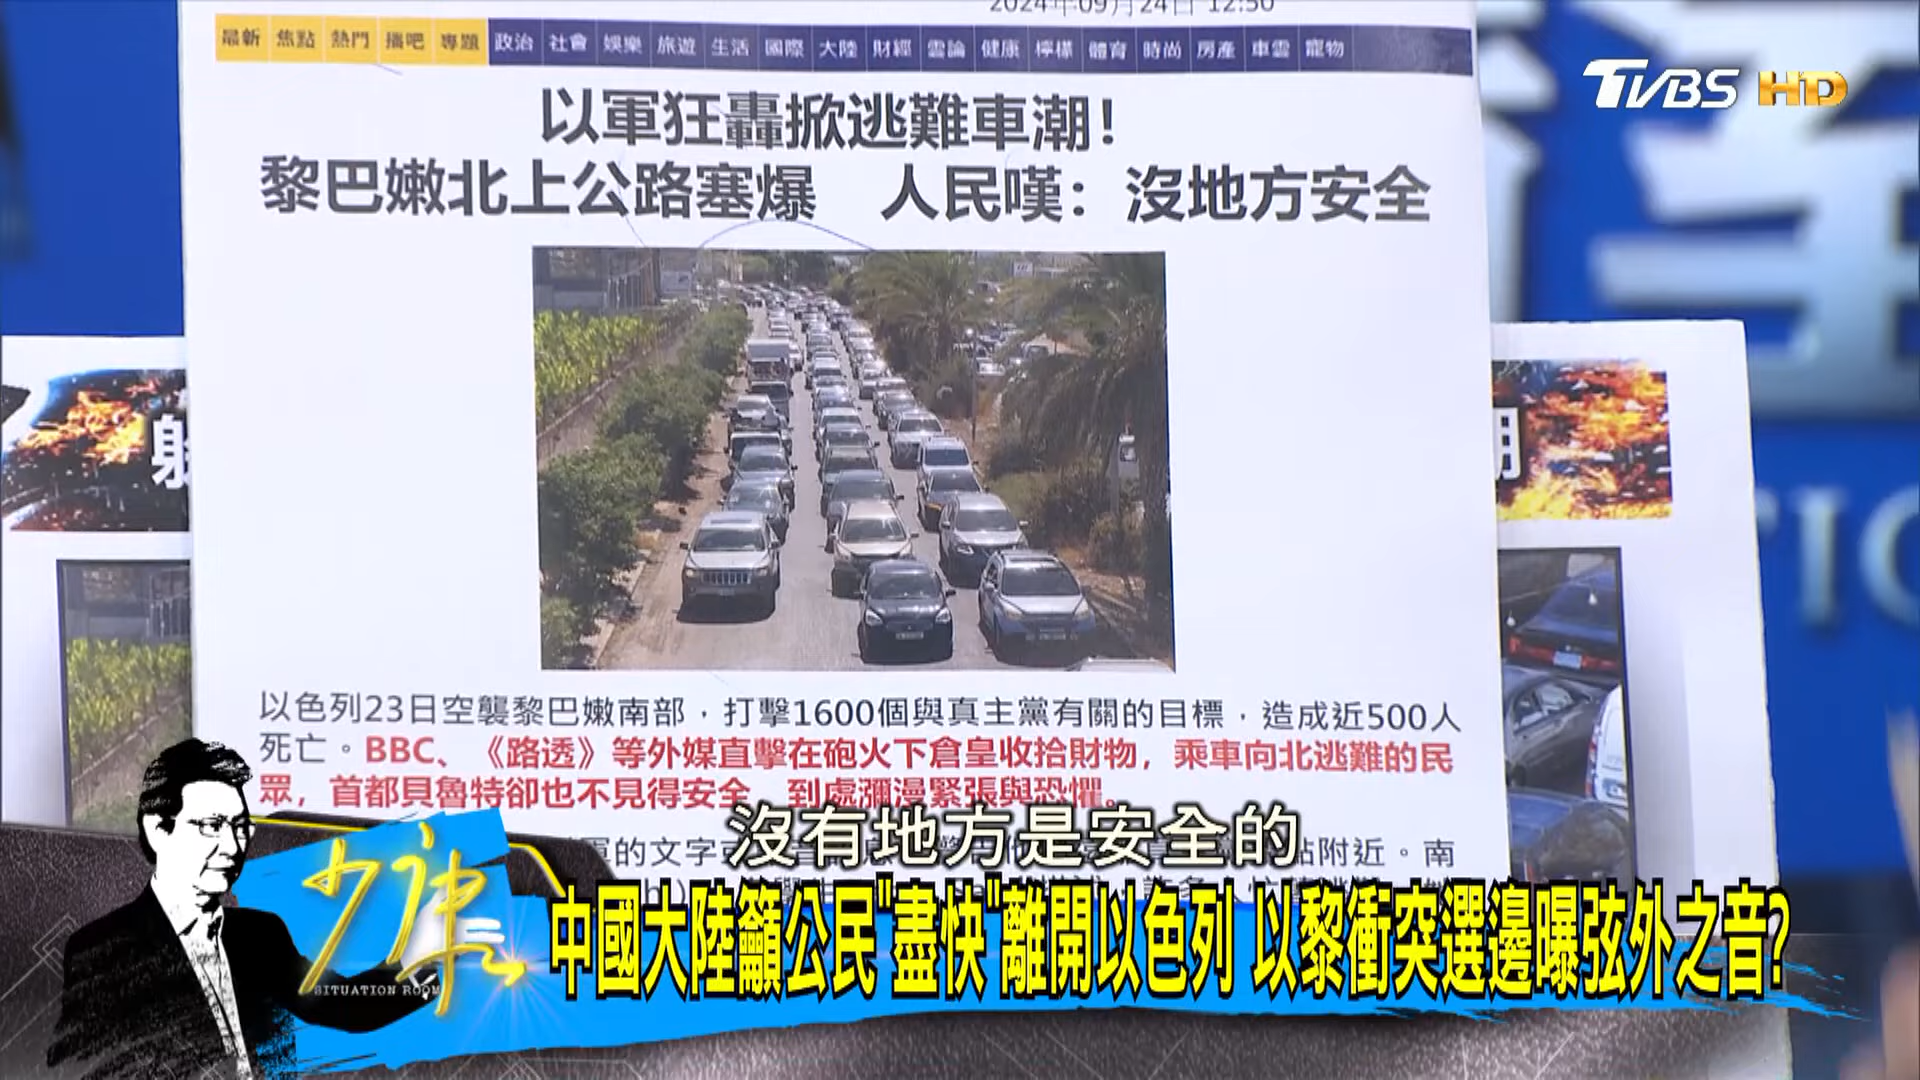 2024年09月24日 12:50
最新 焦點 熱門 播吧 專題 政治 社會 娛樂 旅遊 生活 國際 大陸 財經 雲論 健康 檸檬 體育 時尚 房產 車雲 寵物
TVBS HD
以軍狂轟掀逃難車潮！
黎巴嫩北上公路塞爆 人民嘆：沒地方安全
以色列23日空襲黎巴嫩南部，打擊1600個與真主黨有關的目標，造成近500人
死亡。BBC、《路透》等外媒直擊在砲火下倉皇收拾財物，乘車向北逃難的民
眾，首都貝魯特卻也不見得安全，到處瀰漫緊張與恐懼。
點附近。南
沒有地方是安全的
少康
SITUATION ROOM
中國大陸籲公民"盡快"離開以色列 以黎衝突選邊曝弦外之音?